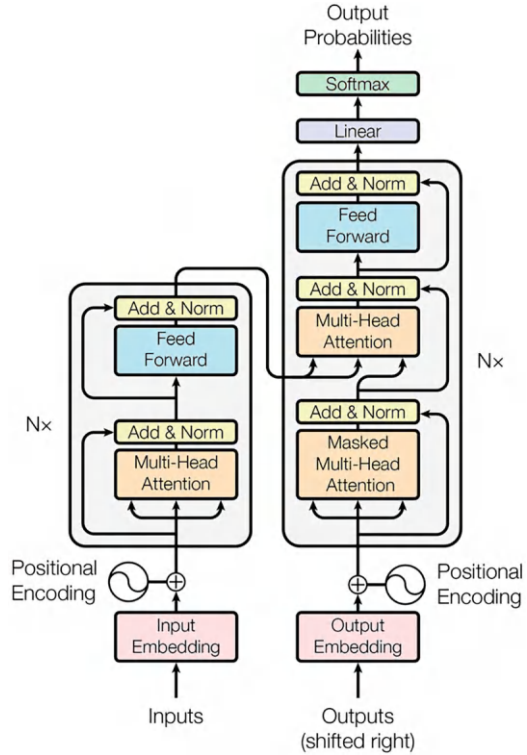 Output
Probabilities
Softmax
Linear
Add & Norm
Feed
Forward
Add & Norm
Multi-Head
Attention
Add & Norm
Masked
Multi-Head
Attention
Nx
Add & Norm
Feed
Forward
Add & Norm
Multi-Head
Attention
N×
Positional
Encoding
Positional
Encoding
Input
Embedding
Output
Embedding
Inputs
Outputs
(shifted right)